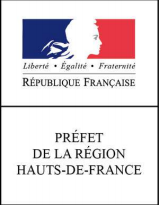 Liberté • Égalité • Fraternité
RÉPUBLIQUE FRANÇAISE
PRÉFET
DE LA RÉGION
HAUTS-DE-FRANCE